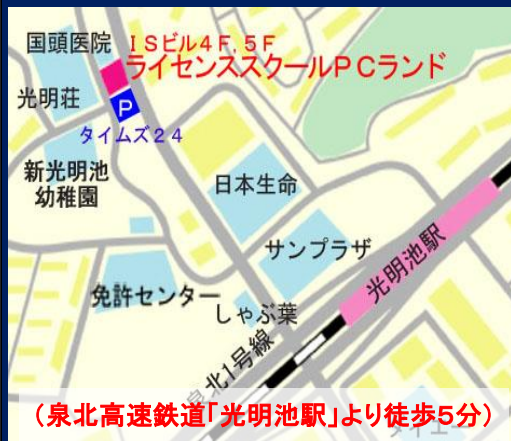 国頭医院
ISビル4F,5F
ライセンススクールPCランド
光明荘
P
タイムズ24
新光明池
幼稚園
日本生命
サンプラザ
光明池駅
免許センター
しゃぶ葉
泉北1号線
(泉北高速鉄道「光明池駅」より徒歩5分)